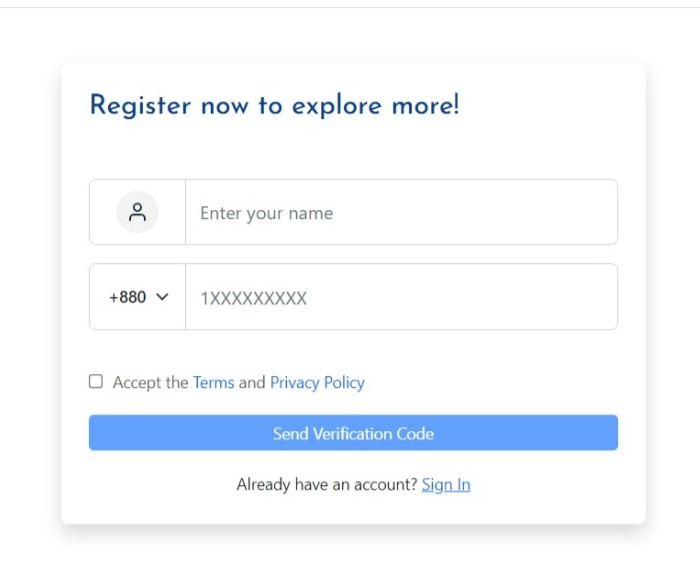 Register now to explore more!
Enter your name
+880 1XXXXXXXXX
Accept the Terms and Privacy Policy
Send Verification Code
Already have an account? Sign In